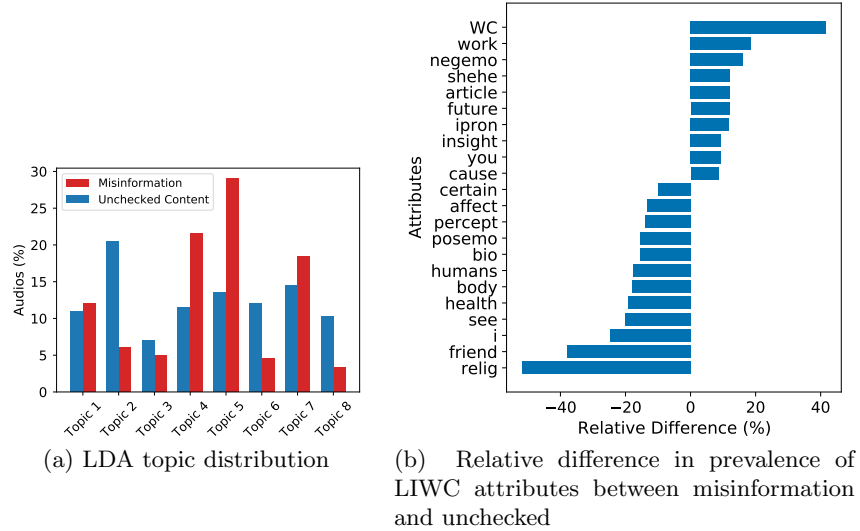 30
25
20
15
10
5
0
Audios (%)
Misinformation
Unchecked Content
Topic 1
Topic 2
Topic 3
Topic 4
Topic 5
Topic 6
Topic 7
Topic 8
(a) LDA topic distribution
Attributes
WC
work
negemo
shehe
article
future
ipron
insight
you
cause
certain
affect
percept
posemo
bio
humans
body
health
see
i
friend
relig
−40
−20
0
20
40
Relative Difference (%)
(b) Relative difference in prevalence of
LIWC attributes between misinformation
and unchecked